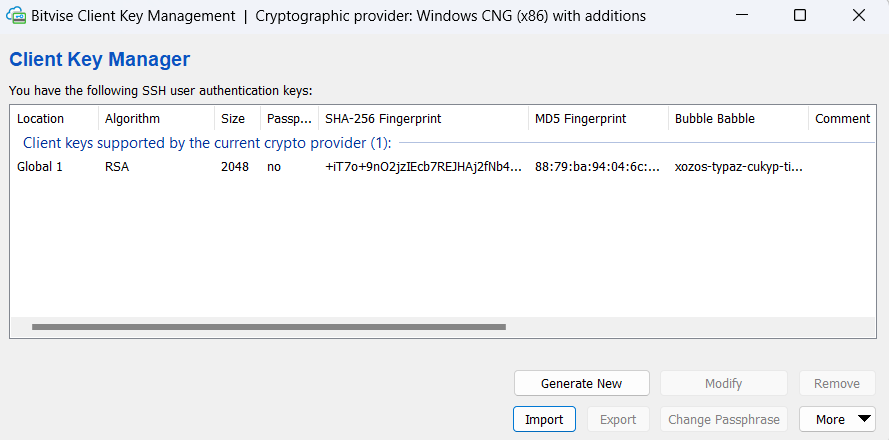 Bitvise Client Key Management | Cryptographic provider: Windows CNG (x86) with additions
Client Key Manager
You have the following SSH user authentication keys:
Location Algorithm Size Passp... SHA-256 Fingerprint MD5 Fingerprint Bubble Babble Comment
Client keys supported by the current crypto provider (1):
Global 1 RSA 2048 no +iT7o+9nO2jzIEcb7REJHAj2fNb4... 88:79:ba:94:04:6c:... xozos-typaz-cukyp-ti...
Generate New Modify Remove
Import Export Change Passphrase More